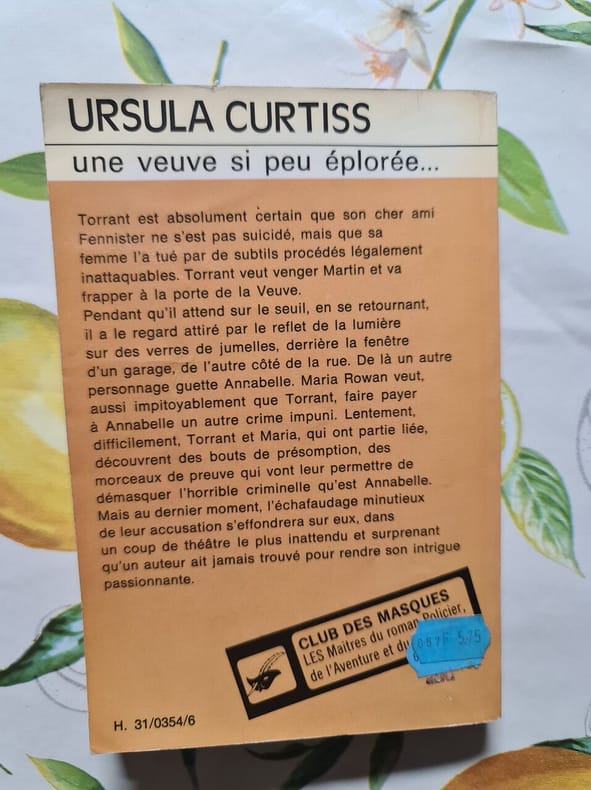 URSULA CURTISS
une veuve si peu éplorée...
Torrant est absolument certain que son cher ami
Fennister ne s'est pas suicidé, mais que sa
femme l'a tué par de subtils procédés légalement
inattaquables. Torrant veut venger Martin et va
frapper à la porte de la Veuve.
Pendant qu'il attend sur le seuil, en se retournant,
il a le regard attiré par le reflet de la lumière
sur des verres de jumelles, derrière la fenêtre
d'un garage, de l'autre côté de la rue. De là un autre
personnage guette Annabelle. Maria Rowan veut,
aussi impitoyablement que Torrant, faire payer
à Annabelle un autre crime impuni. Lentement,
difficilement, Torrant et Maria, qui ont partie liée,
découvrent des bouts de présomption, des
morceaux de preuve qui vont leur permettre de
démasquer l'horrible criminelle qu'est Annabelle.
Mais au dernier moment, l'échafaudage minutieux
de leur accusation s'effondrera sur eux, dans
un coup de théâtre le plus inattendu et surprenant
qu'un auteur ait jamais trouvé pour rendre son intrigue
passionnante.
CLUB DES MASQUES
LES Maîtres du roman Policier,
de l'Aventure et du
5.75
H. 31/0354/6